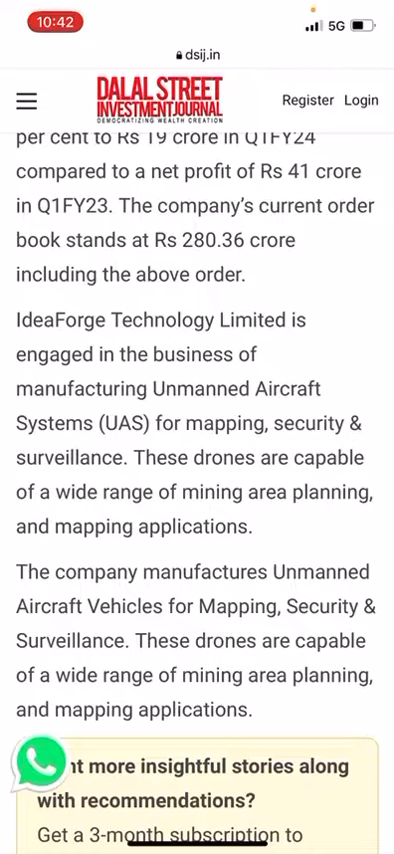 10:42
5G
dsij.in
DALAL STREET
INVESTMENT JOURNAL
DEMOCRATIZING WEALTH CREATION
Register Login
per cent to Rs 19 crore in Q1FY24
compared to a net profit of Rs 41 crore
in Q1FY23. The company's current order
book stands at Rs 280.36 crore
including the above order.
IdeaForge Technology Limited is
engaged in the business of
manufacturing Unmanned Aircraft
Systems (UAS) for mapping, security &
surveillance. These drones are capable
of a wide range of mining area planning,
and mapping applications.
The company manufactures Unmanned
Aircraft Vehicles for Mapping, Security &
Surveillance. These drones are capable
of a wide range of mining area planning,
and mapping applications.
nt more insightful stories along
with recommendations?
Get a 3-month subscription to